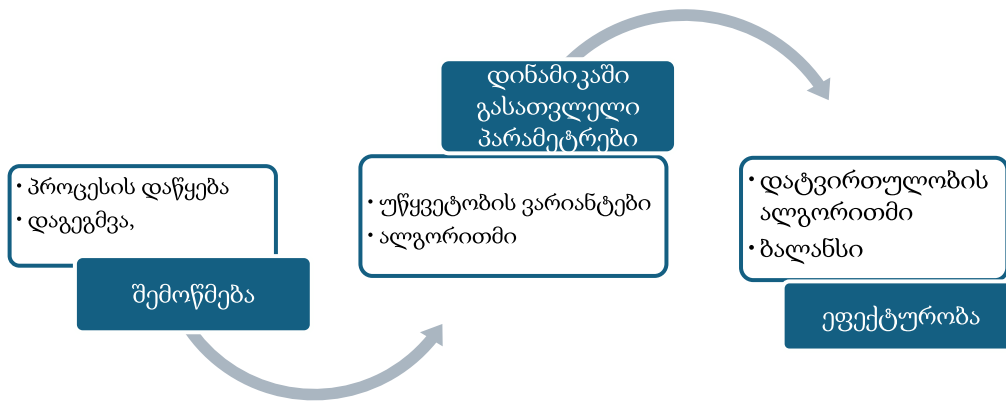 • პროცესის დაწყება
• დაგეგმვა,
შემოწმება
დინამიკაში
გასათვლელი
პარამეტრები
• უწყვეტობის ვარიანტები
• ალგორითმი
• დატვირთულობის
ალგორითმი
• ბალანსი
ეფექტურობა